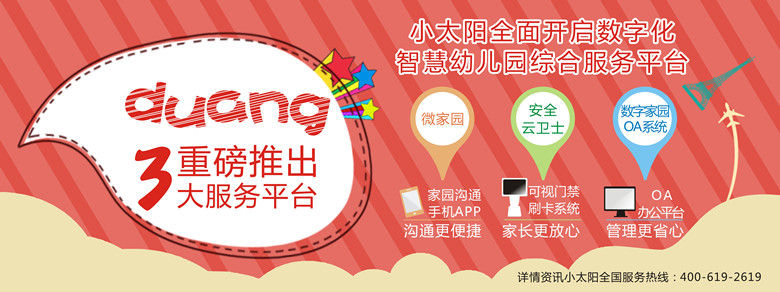 duang
3重磅推出
大服务平台
小太阳全面开启数字化
智慧幼儿园综合服务平台
微家园
安全
云卫士
数字家园
OA系统
家园沟通
手机APP
沟通更便捷
可视门禁
刷卡系统
家长更放心
OA
办公平台
管理更省心
详情资讯小太阳全国服务热线：400-619-2619